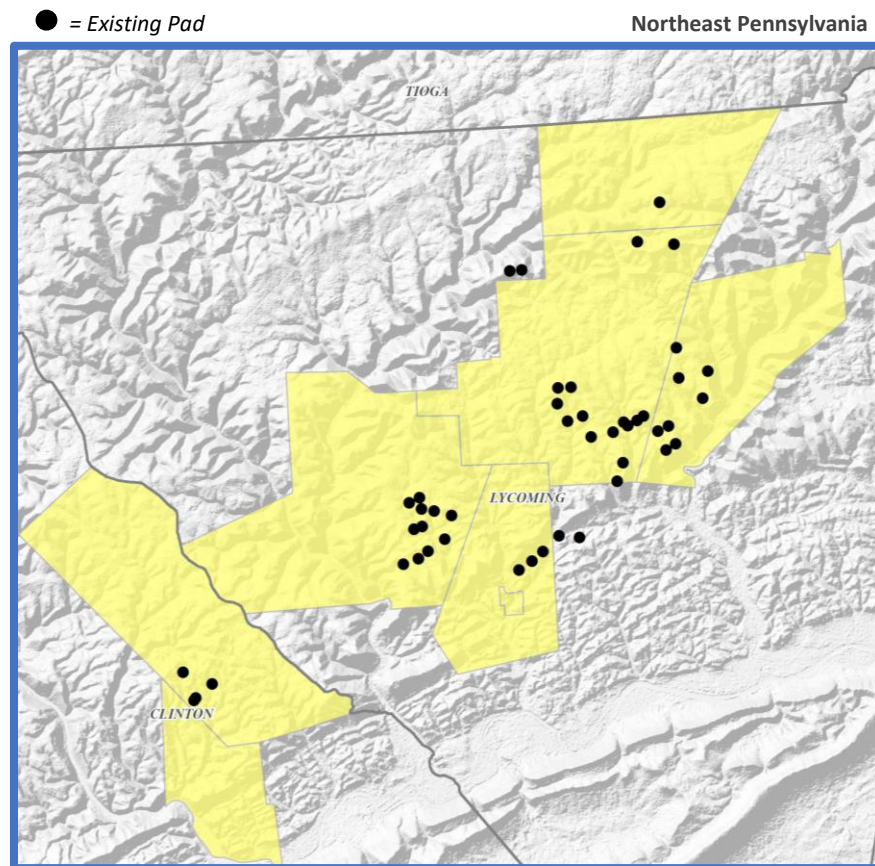 = Existing Pad
Northeast Pennsylvania
TIOGA
LYCOMING
CLINTON